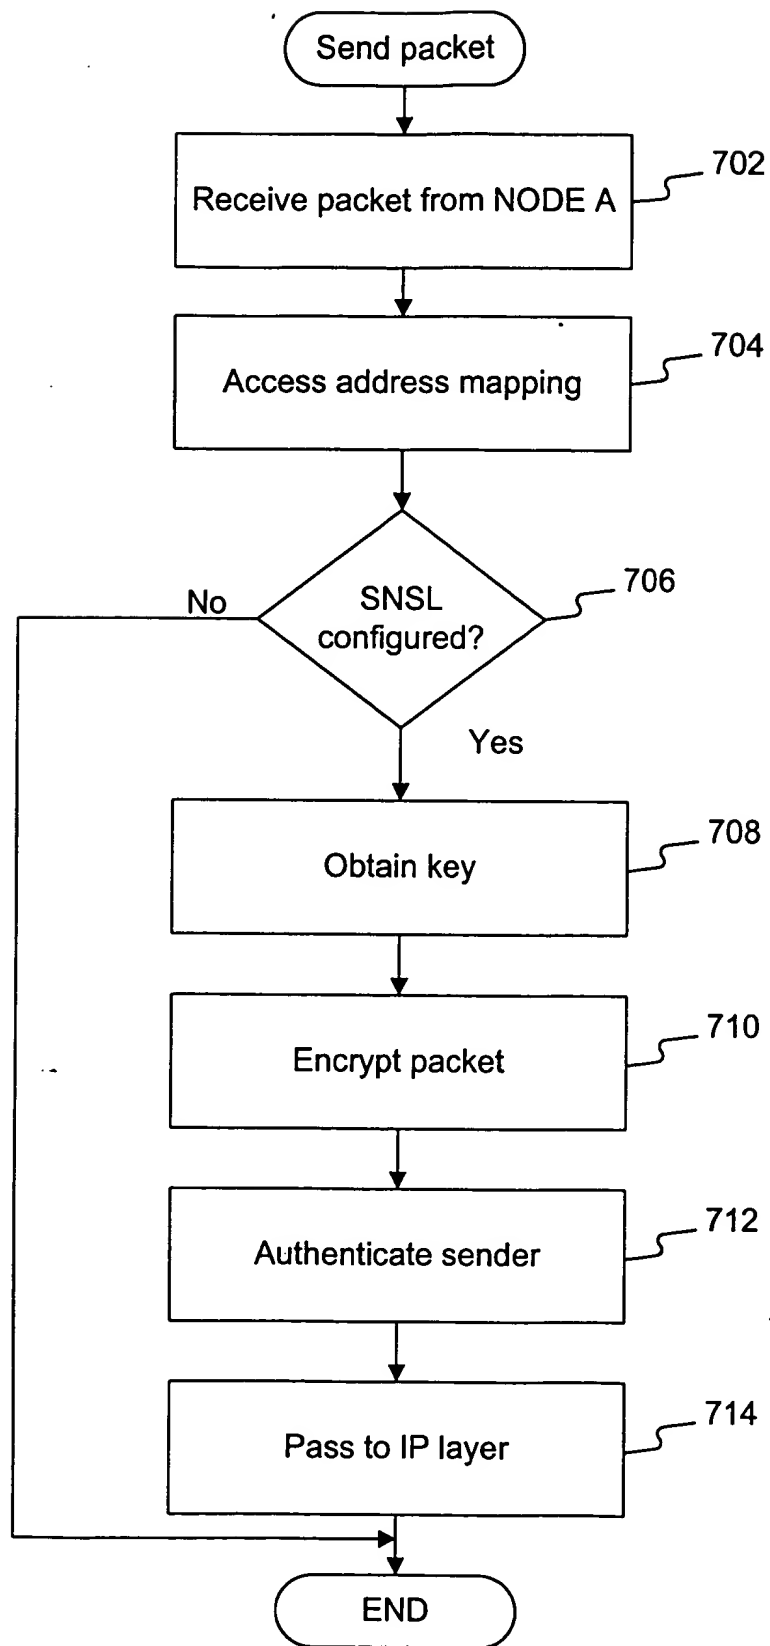 Send packet
702
Receive packet from NODE A
704
Access address mapping
706
No
SNSL
configured?
Yes
708
Obtain key
710
Encrypt packet
712
Authenticate sender
714
Pass to IP layer
END